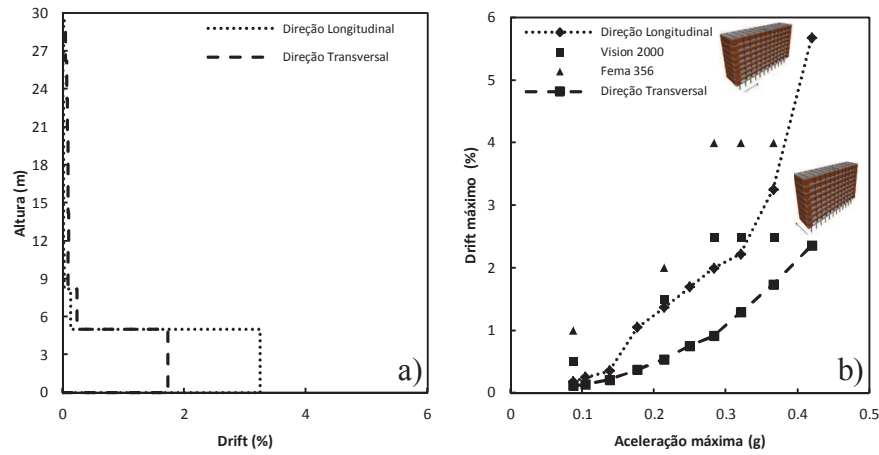 Direção Longitudinal
Direção Transversal
30
27
24
21
18
15
12
9
6
3
0
Altura (m)
0
2
4
6
Drift (%)
a)
Direção Longitudinal
Vision 2000
Fema 356
Direção Transversal
6
5
4
3
2
1
0
Drift máximo (%)
0
0.1
0.2
0.3
0.4
0.5
Aceleração máxima (g)
b)